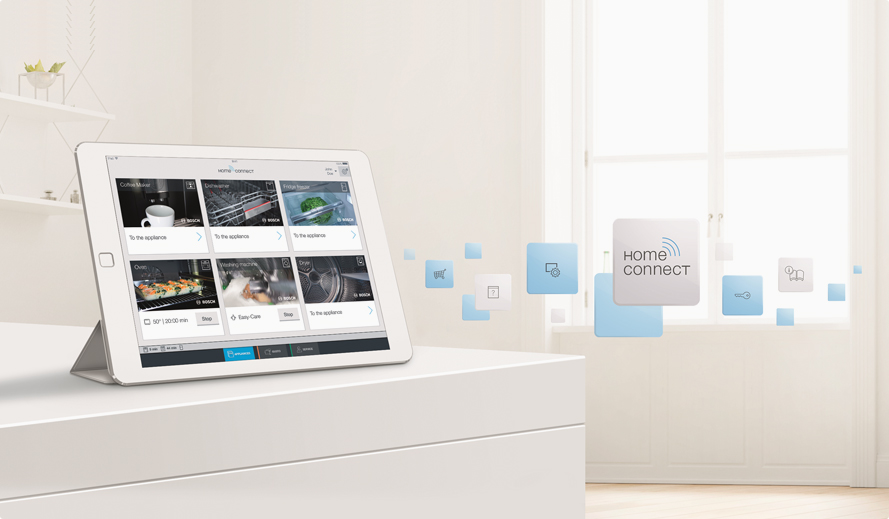 HOME CONNECT
Coffee Maker
Dishwasher
Fridge freezer
BOSCH
BOSCH
BOSCH
To the appliance
To the appliance
To the appliance
Oven
Washing machine
Dryer
BOSCH
BOSCH
BOSCH
50° | 20:00 min
Stop
Easy-Care
Stop
To the appliance
APPLIANCES
HOME
CONNECT